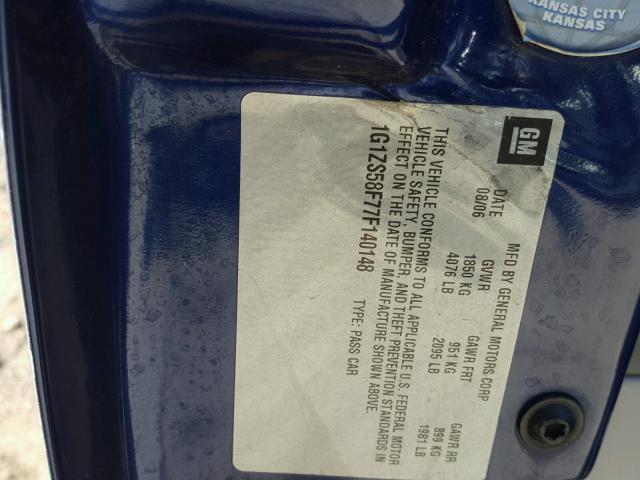 KANSAS CITY
KANSAS
GM
MFD BY GENERAL MOTORS CORP
DATE GVWR GAWR FRT GAWR RR
08/06 1850 KG 951 KG 899 KG
4076 LB 2095 LB 1981 LB
THIS VEHICLE CONFORMS TO ALL APPLICABLE U.S. FEDERAL MOTOR
VEHICLE SAFETY, BUMPER, AND THEFT PREVENTION STANDARDS IN
EFFECT ON THE DATE OF MANUFACTURE SHOWN ABOVE.
1G1ZS58F77F140148 TYPE: PASS CAR